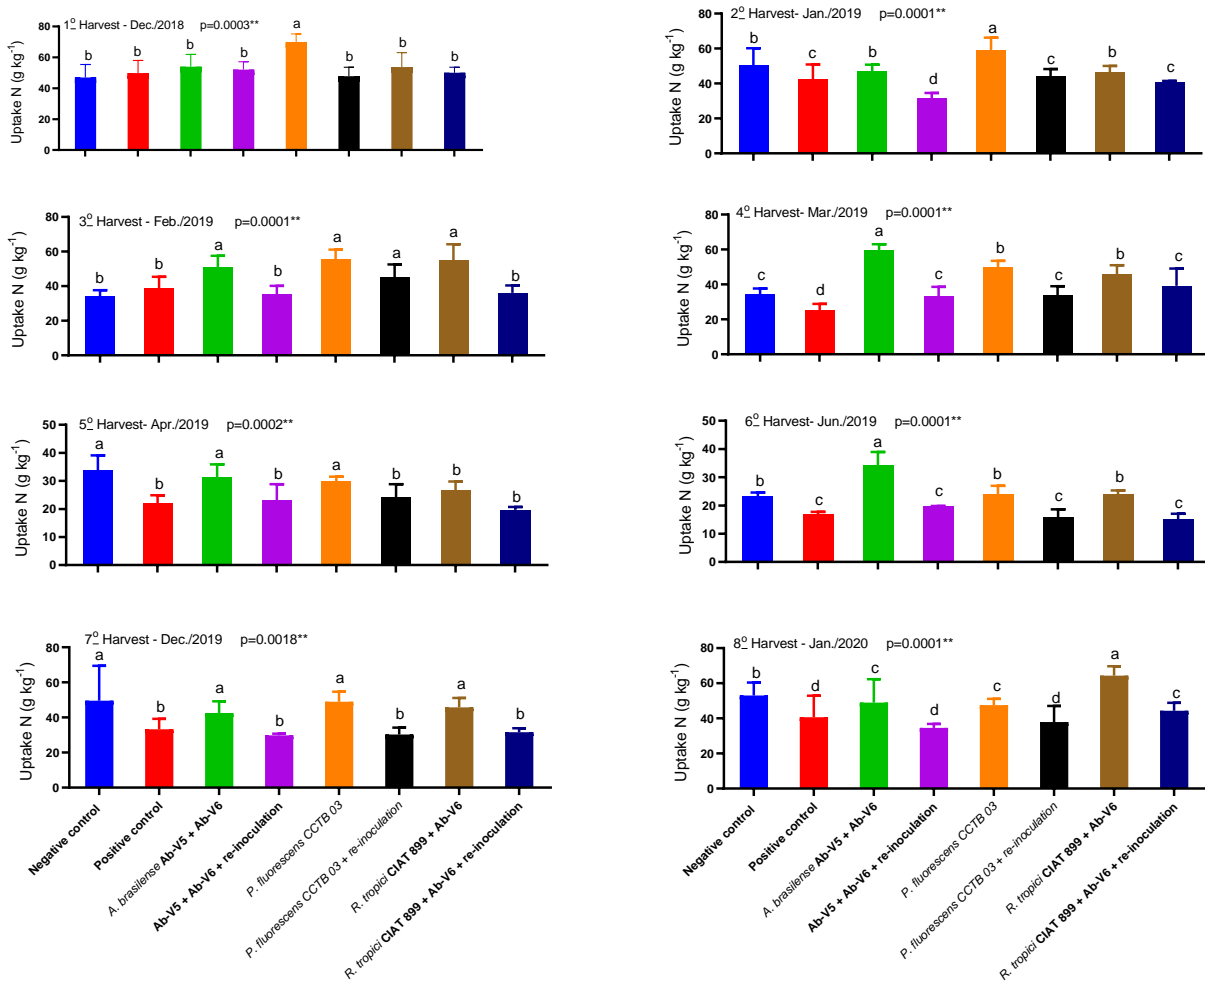 1º Harvest - Dec./2018 p=0.0003**
Uptake N (g kg-1)
80
60
40
20
0
b b b b a b b b
2º Harvest- Jan./2019 p=0.0001**
Uptake N (g kg-1)
80
60
40
20
0
b c b d a c b c
3º Harvest - Feb./2019 p=0.0001**
Uptake N (g kg-1)
80
60
40
20
0
b b a b a a a b
4º Harvest- Mar./2019 p=0.0001**
Uptake N (g kg-1)
80
60
40
20
0
c d a c b c b c
5º Harvest- Apr./2019 p=0.0002**
Uptake N (g kg-1)
50
40
30
20
10
0
a b a b a b b b
6º Harvest- Jun./2019 p=0.0001**
Uptake N (g kg-1)
50
40
30
20
10
0
b c a c b c b c
7º Harvest - Dec./2019 p=0.0018**
Uptake N (g kg-1)
80
60
40
20
0
a b a b a b a b
Negative control
Positive control
A. brasilense Ab-V5 + Ab-V6
Ab-V5 + Ab-V6 + re-inoculation
P. fluorescens CCTB 03
P. fluorescens CCTB 03 + re-inoculation
R. tropici CIAT 899 + Ab-V6
R. tropici CIAT 899 + Ab-V6 + re-inoculation
8º Harvest - Jan./2020 p=0.0001**
Uptake N (g kg-1)
80
60
40
20
0
b d c d c d a c
Negative control
Positive control
A. brasilense Ab-V5 + Ab-V6
Ab-V5 + Ab-V6 + re-inoculation
P. fluorescens CCTB 03
P. fluorescens CCTB 03 + re-inoculation
R. tropici CIAT 899 + Ab-V6
R. tropici CIAT 899 + Ab-V6 + re-inoculation